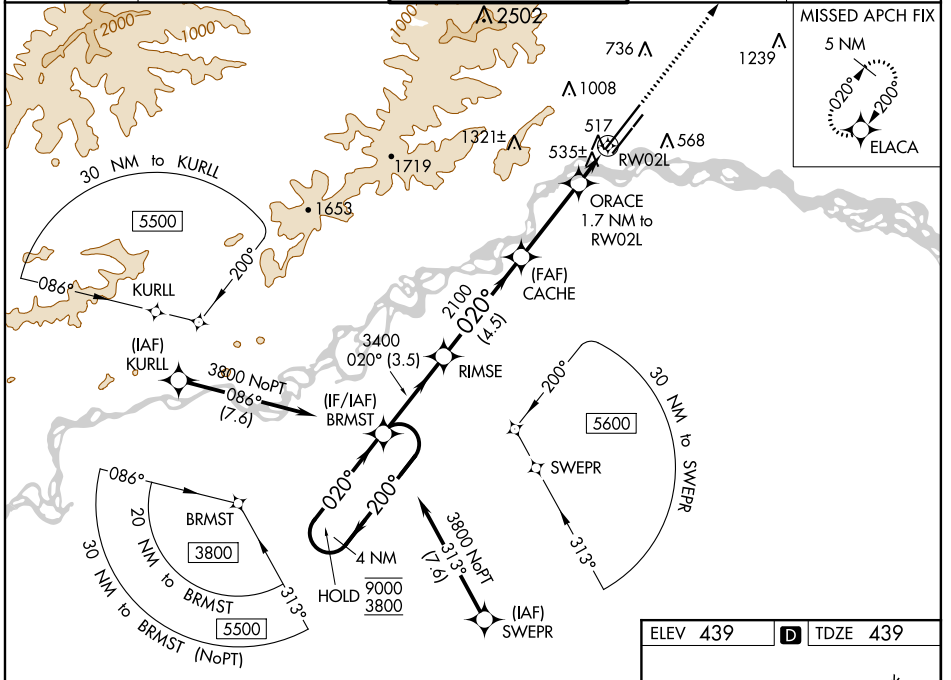 2000
1000
1000
2502
736
1239
1008
517
1321±
535±
568
RW02L
1719
1653
MISSED APCH FIX
5 NM
020°
200°
ELACA
30 NM to KURLL
5500
086°
200°
KURLL
ORACE
1.7 NM to
RW02L
(FAF)
CACHE
2100
020°
(4.5)
3400
020° (3.5)
RIMSE
(IAF)
KURLL
3800 NoPT
086°
(7.6)
(IF/IAF)
BRMST
200°
30 NM to SWEPR
5600
SWEPR
313°
086°
BRMST
3800
20 NM to BRMST
313°
5500
30 NM to BRMST (NoPT)
020°
200°
4 NM
HOLD
9000
3800
3800 NoPT
313°
(7.6)
(IAF)
SWEPR
ELEV 439
D
TDZE 439